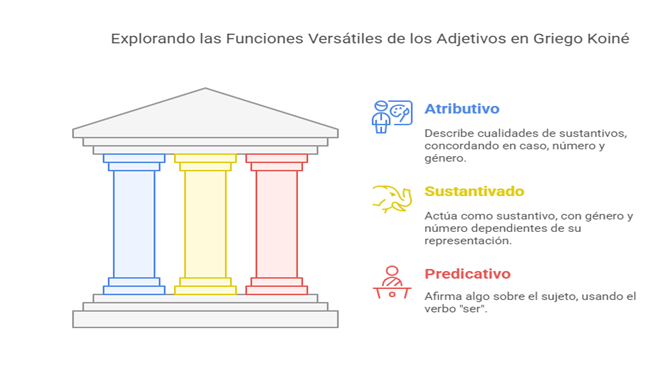 Explorando las Funciones Versátiles de los Adjetivos en Griego Koiné
Atributivo
Describe cualidades de sustantivos,
concordando en caso, número y
género.
Sustantivado
Actúa como sustantivo, con género y
número dependientes de su
representación.
Predicativo
Afirma algo sobre el sujeto, usando el
verbo "ser".